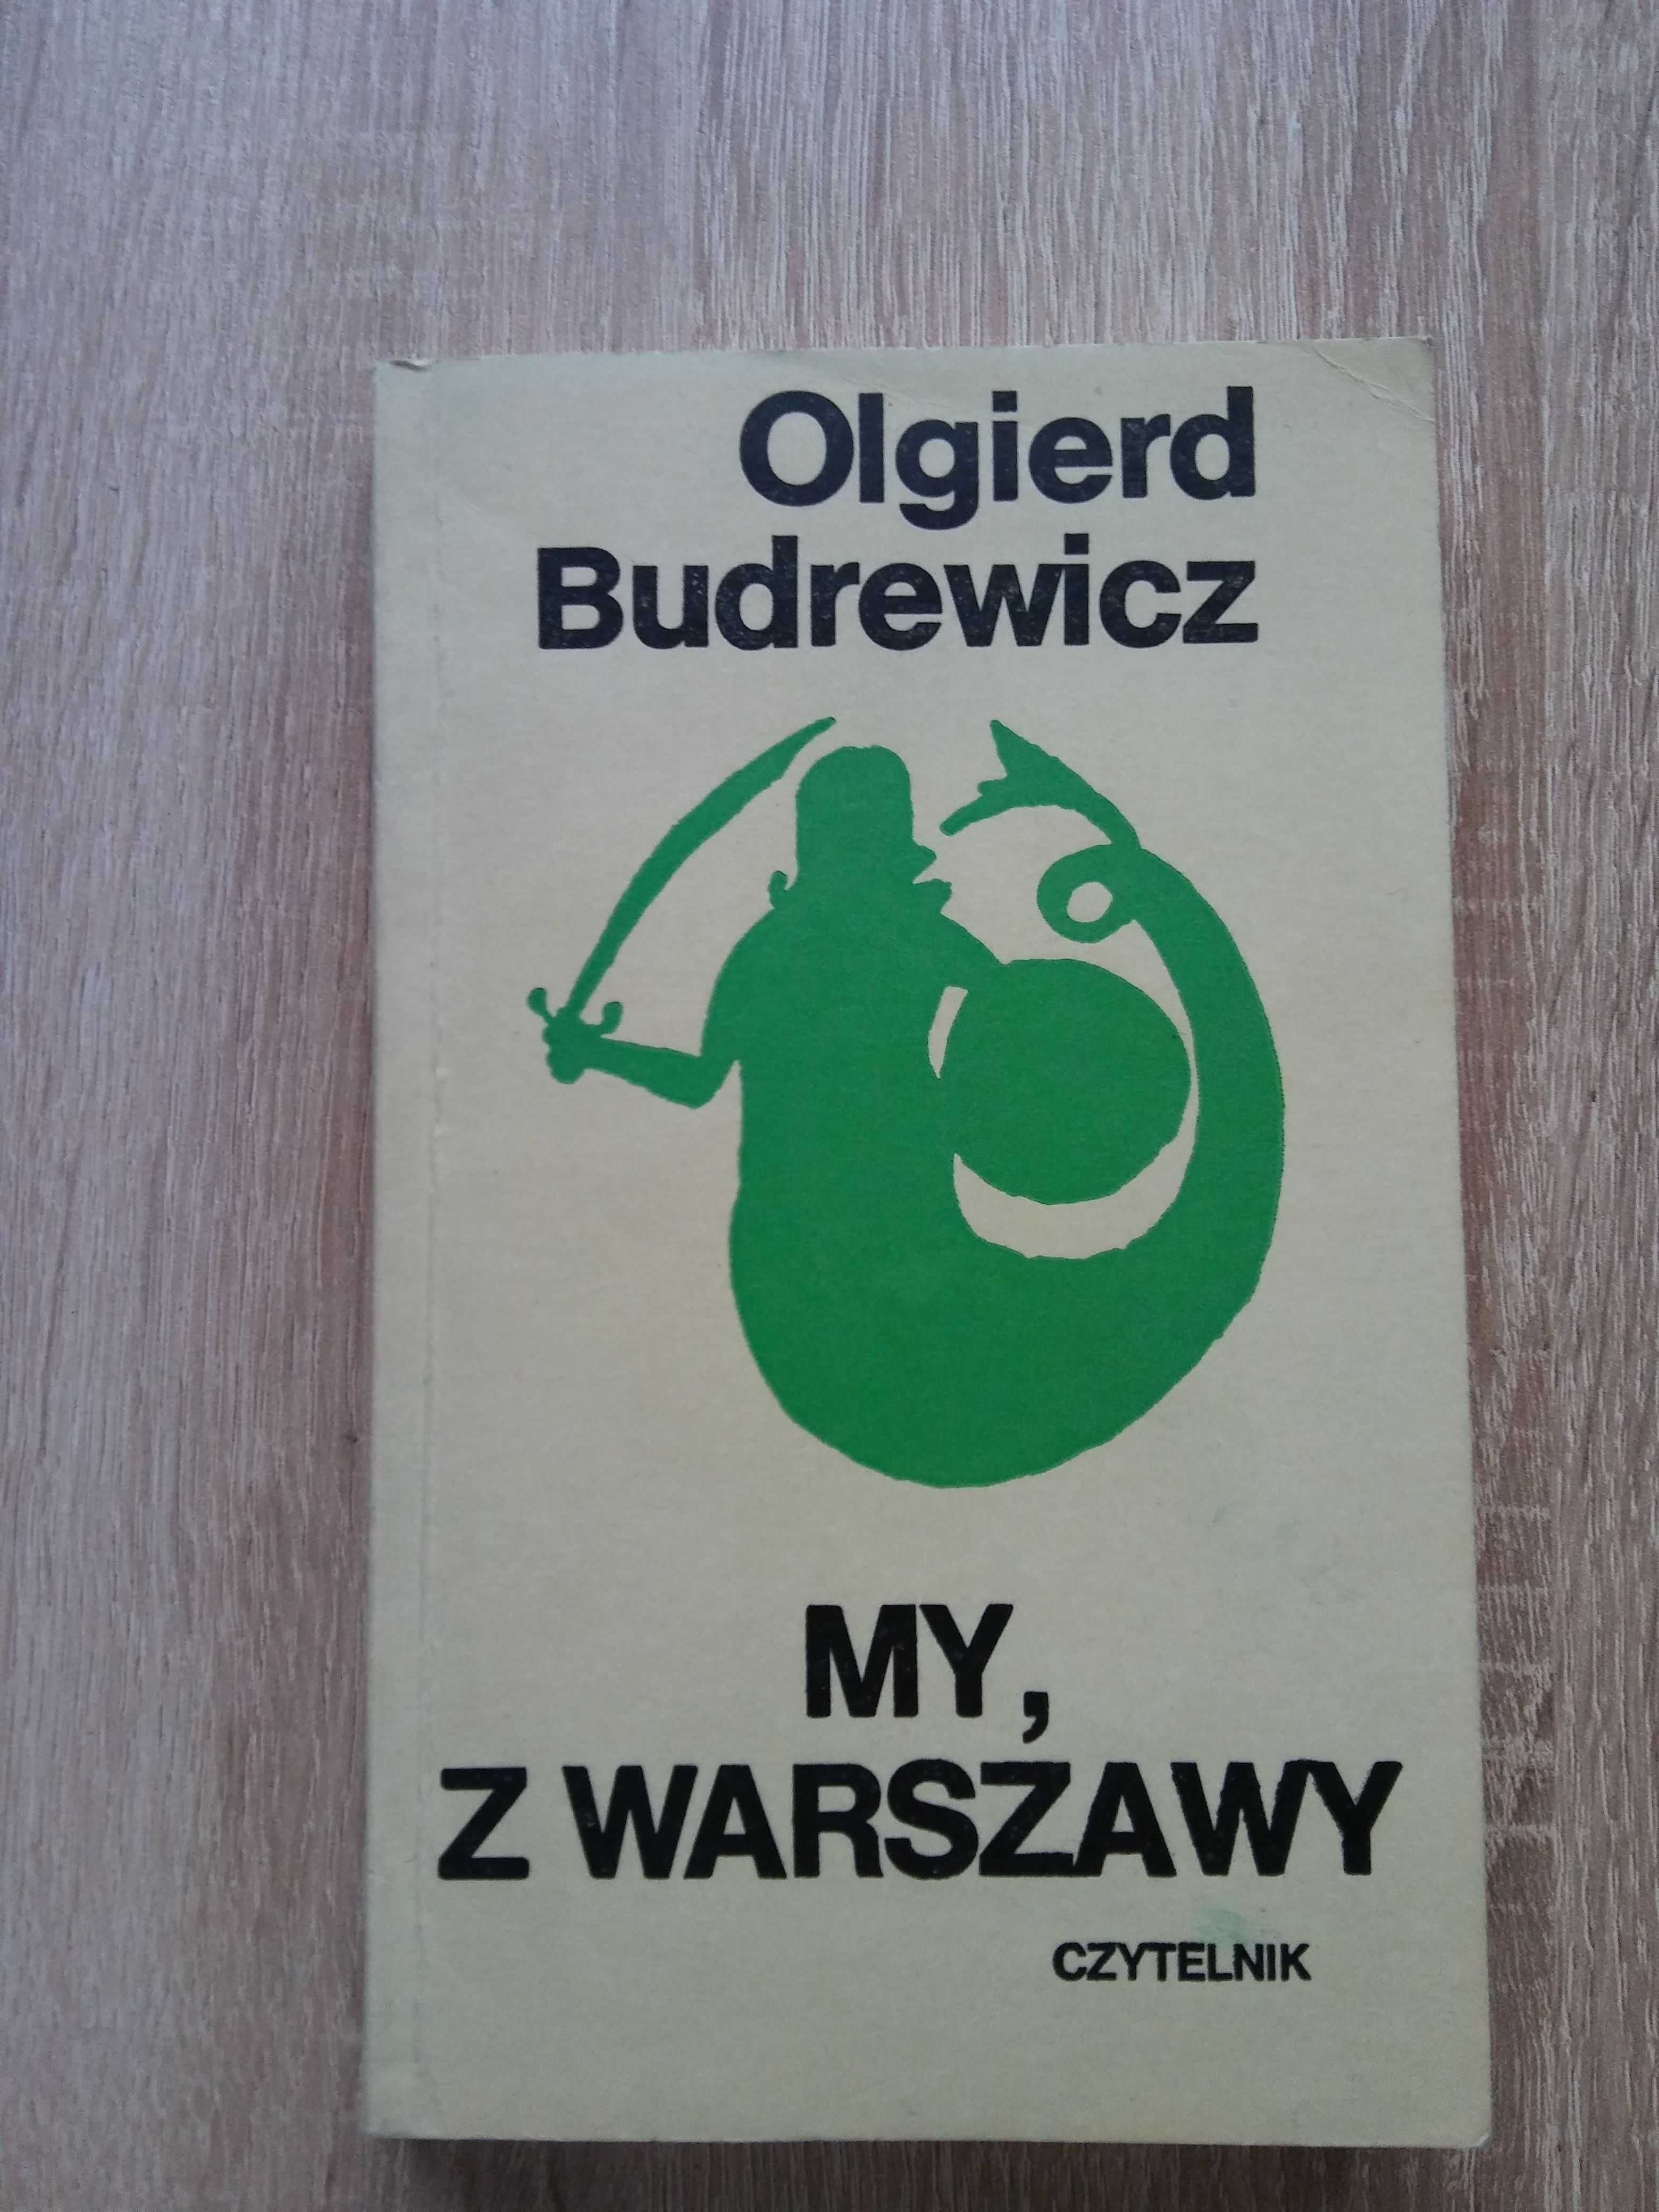 Olgierd
Budrewicz
MY,
Z WARSZAWY
CZYTELNIK